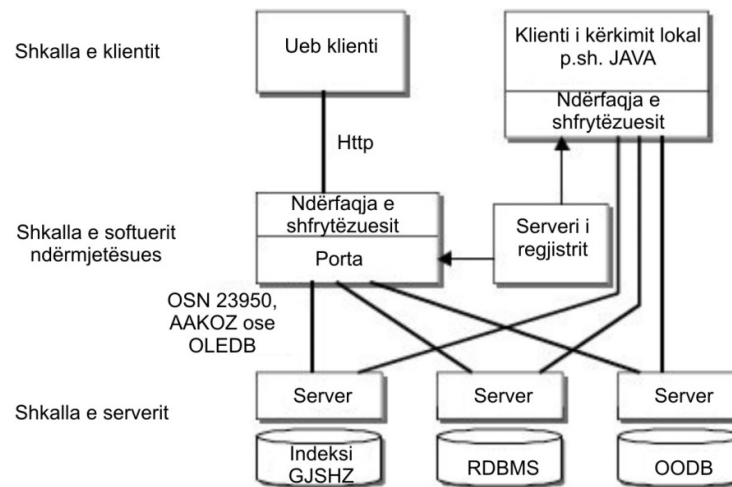 Shkalla e klientit
Ueb klienti
Klienti i kërkimit lokal
p.sh. JAVA
Ndërfaqja e
shfrytëzuesit
Http
Shkalla e softuerit
ndërmjetësues
Ndërfaqja e
shfrytëzuesit
Porta
Serveri i
regjistrit
OSN 23950,
AAKOZ ose
OLEDB
Shkalla e serverit
Server
Server
Server
Indeksi
GJSHZ
RDBMS
OODB